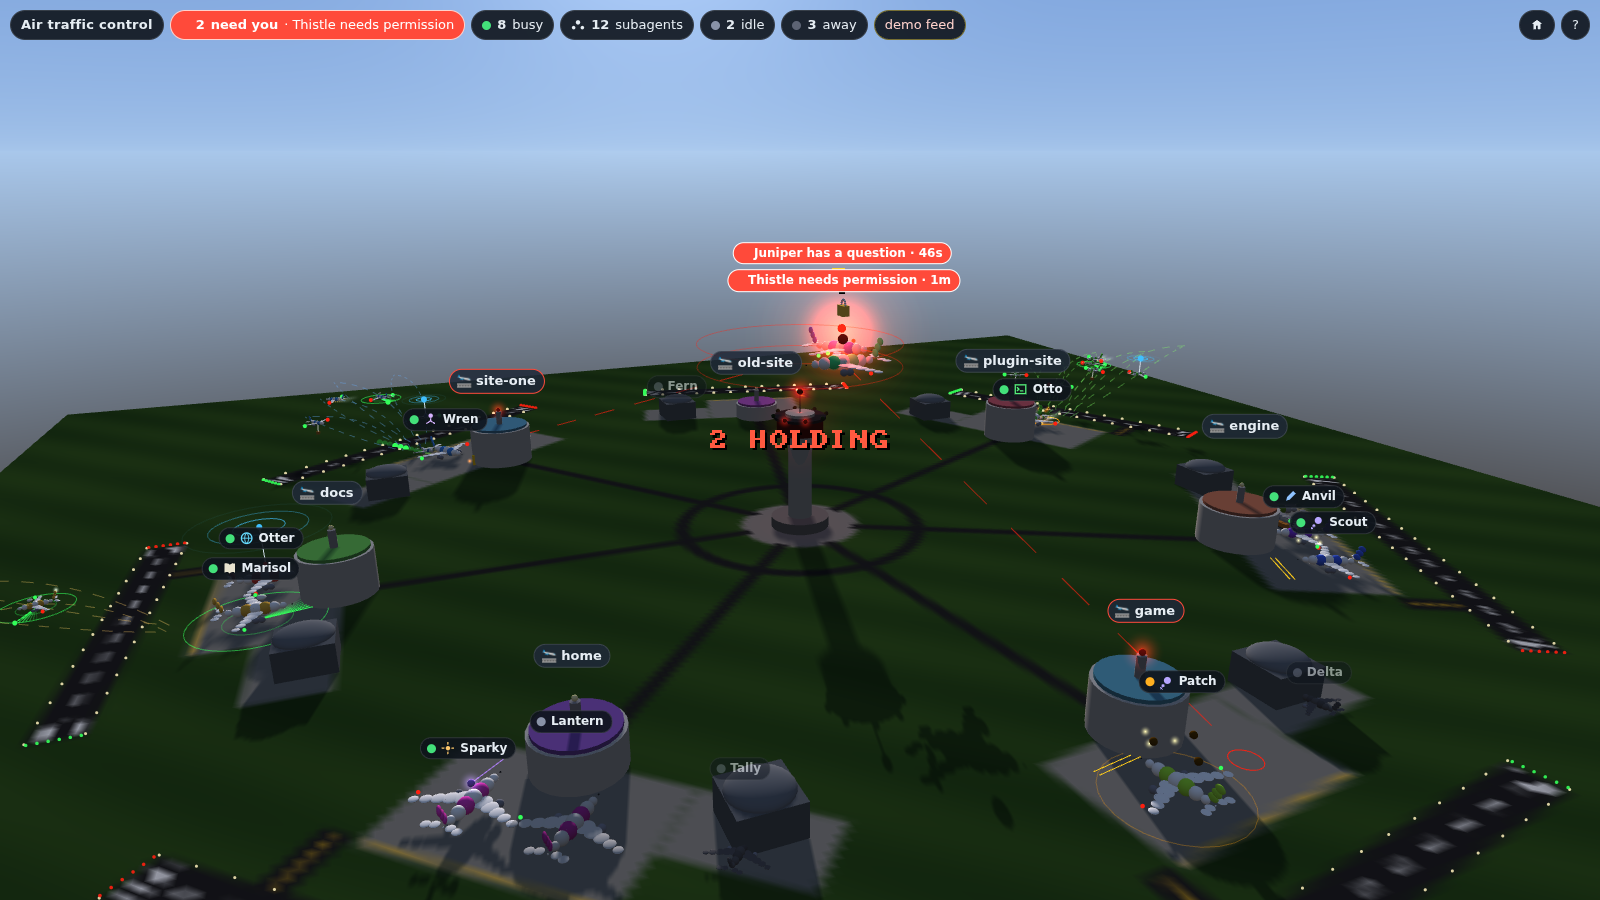 Air traffic control
2 need you · Thistle needs permission
8 busy
12 subagents
2 idle
3 away
demo feed
?
Juniper has a question · 46s
Thistle needs permission · 1m
old-site
plugin-site
site-one
Fern
Otto
Wren
engine
2 HOLDING
docs
Anvil
Scout
Otter
Marisol
game
home
Delta
Patch
Lantern
Sparky
Tally